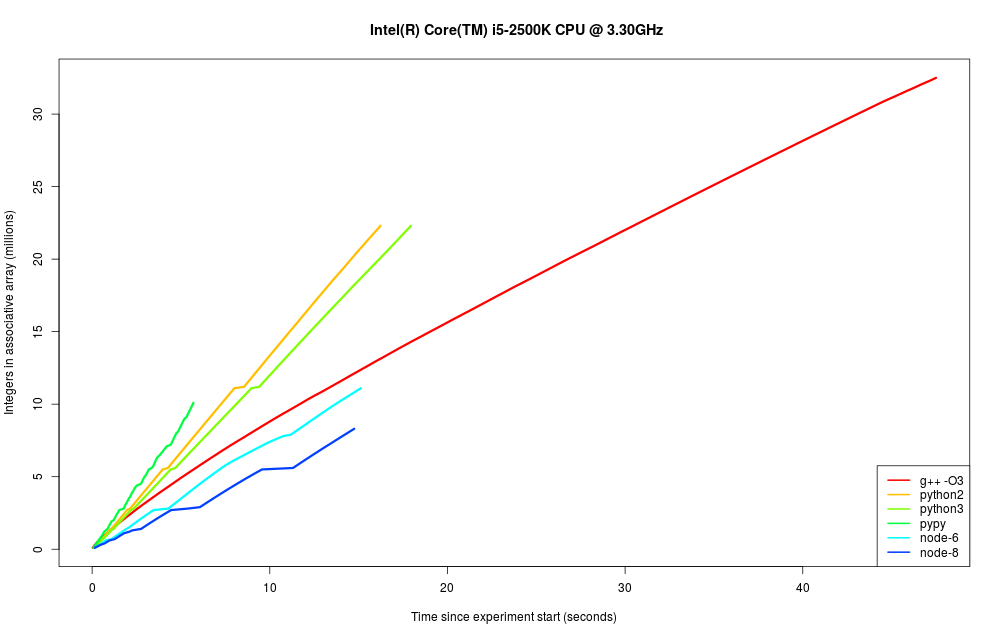 Intel(R) Core(TM) i5-2500K CPU @ 3.30GHz
Integers in associative array (millions)
30
25
20
15
10
5
0
0 10 20 30 40
Time since experiment start (seconds)
g++ -O3
python2
python3
pypy
node-6
node-8